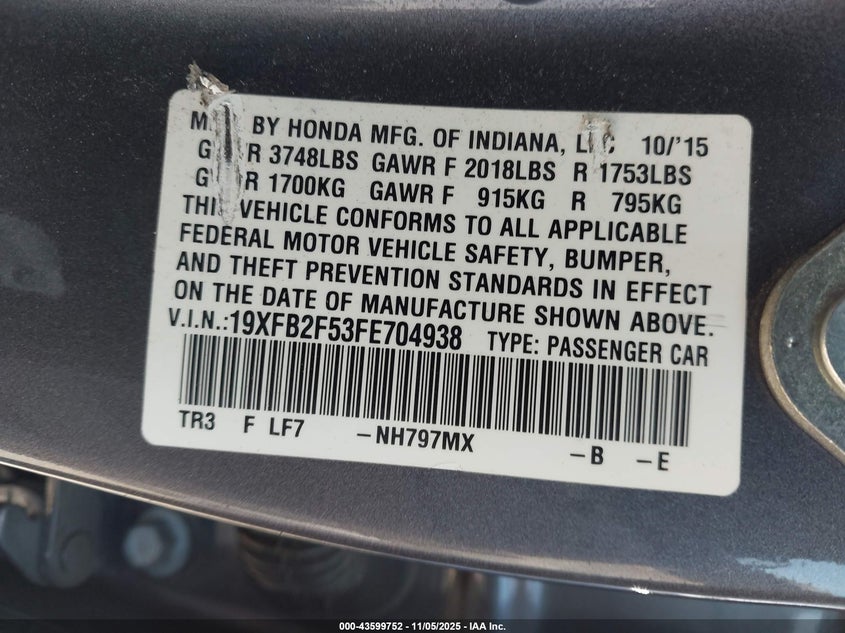 BY HONDA MFG. OF INDIANA, 10/'15
3748LBS GAWR F 2018LBS R 1753LBS
1700KG GAWR F 915KG R 795KG
THIS VEHICLE CONFORMS TO ALL APPLICABLE
FEDERAL MOTOR VEHICLE SAFETY, BUMPER,
AND THEFT PREVENTION STANDARDS IN EFFECT
ON THE DATE OF MANUFACTURE SHOWN ABOVE.
V.I.N.:19XFB2F53FE704938 TYPE: PASSENGER CAR
TR3 F LF7 -NH797MX -B -E
000-43599752 - 11/05/2025 - IAA Inc.